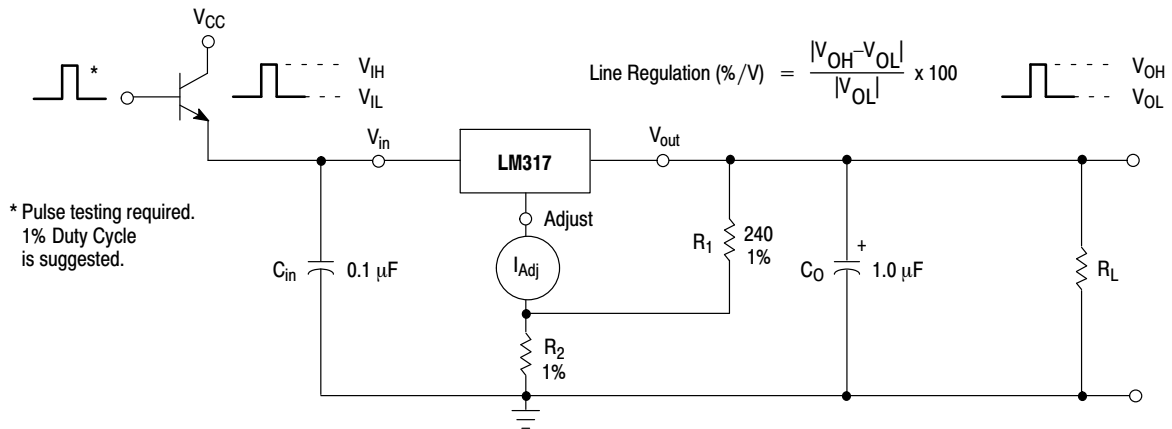 V_CC
*
V_IH
V_IL
Line Regulation (%/V) = |V_OH–V_OL| / |V_OL| x 100
V_OH
V_OL
V_in
LM317
V_out
* Pulse testing required.
1% Duty Cycle
is suggested.
C_in
0.1 μF
Adjust
I_Adj
R_1
240
1%
C_O
+
1.0 μF
R_L
R_2
1%